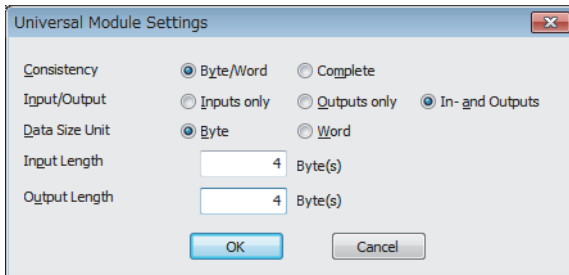 Universal Module Settings
Consistency Byte/Word Complete
Input/Output Inputs only Outputs only In- and Outputs
Data Size Unit Byte Word
Input Length 4 Byte(s)
Output Length 4 Byte(s)
OK Cancel